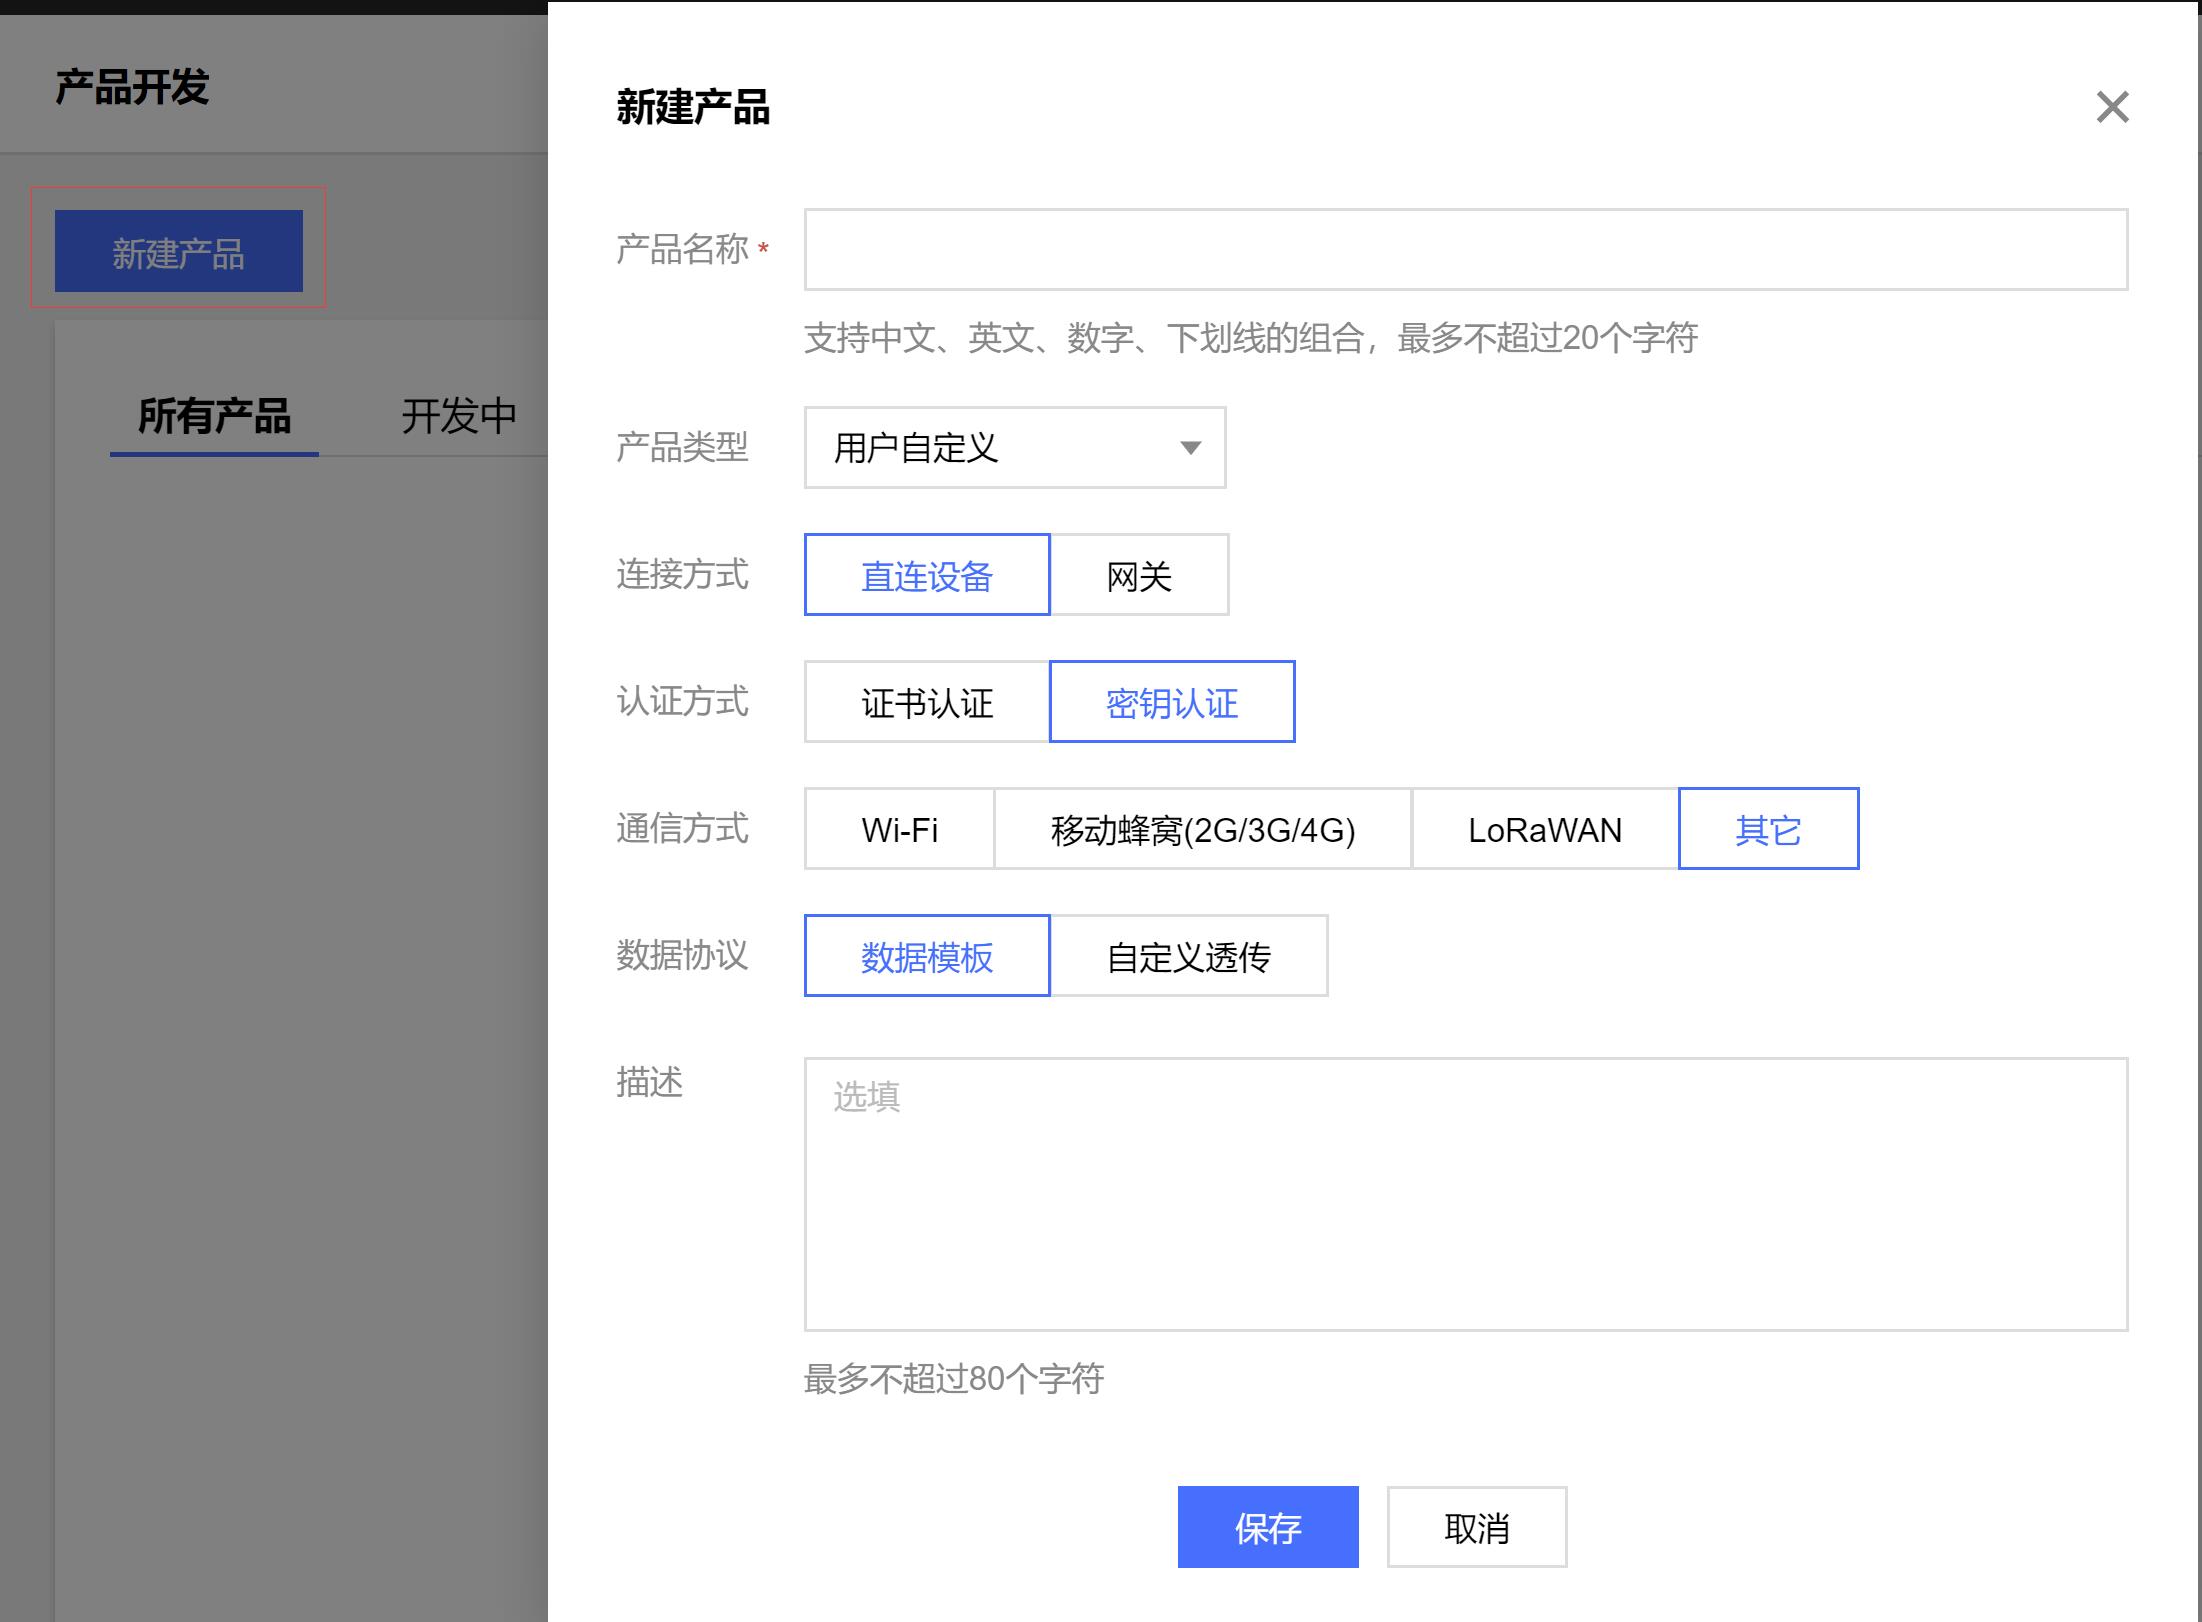 产品开发
新建产品
所有产品 开发中
新建产品
产品名称 *
支持中文、英文、数字、下划线的组合，最多不超过20个字符
产品类型 用户自定义
连接方式 直连设备 网关
认证方式 证书认证 密钥认证
通信方式 Wi-Fi 移动蜂窝(2G/3G/4G) LoRaWAN 其它
数据协议 数据模板 自定义透传
描述 选填
最多不超过80个字符
保存 取消